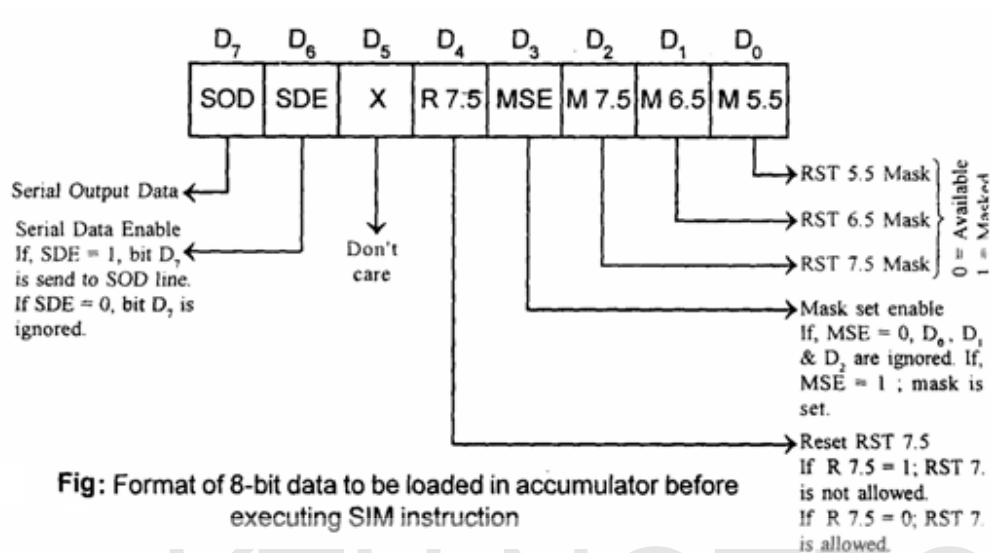 D₇ D₆ D₅ D₄ D₃ D₂ D₁ D₀
SOD SDE X R 7.5 MSE M 7.5 M 6.5 M 5.5
Serial Output Data
Serial Data Enable
If, SDE = 1, bit D₇
is send to SOD line.
If SDE = 0, bit D₇ is
ignored.
Don't
care
RST 5.5 Mask
RST 6.5 Mask
RST 7.5 Mask
0 = Available
1 = Masked
Mask set enable
If, MSE = 0, D₀, D₁
& D₂ are ignored. If,
MSE = 1 ; mask is
set.
Reset RST 7.5
If R 7.5 = 1; RST 7.
is not allowed.
If R 7.5 = 0; RST 7.
is allowed.
Fig: Format of 8-bit data to be loaded in accumulator before
executing SIM instruction